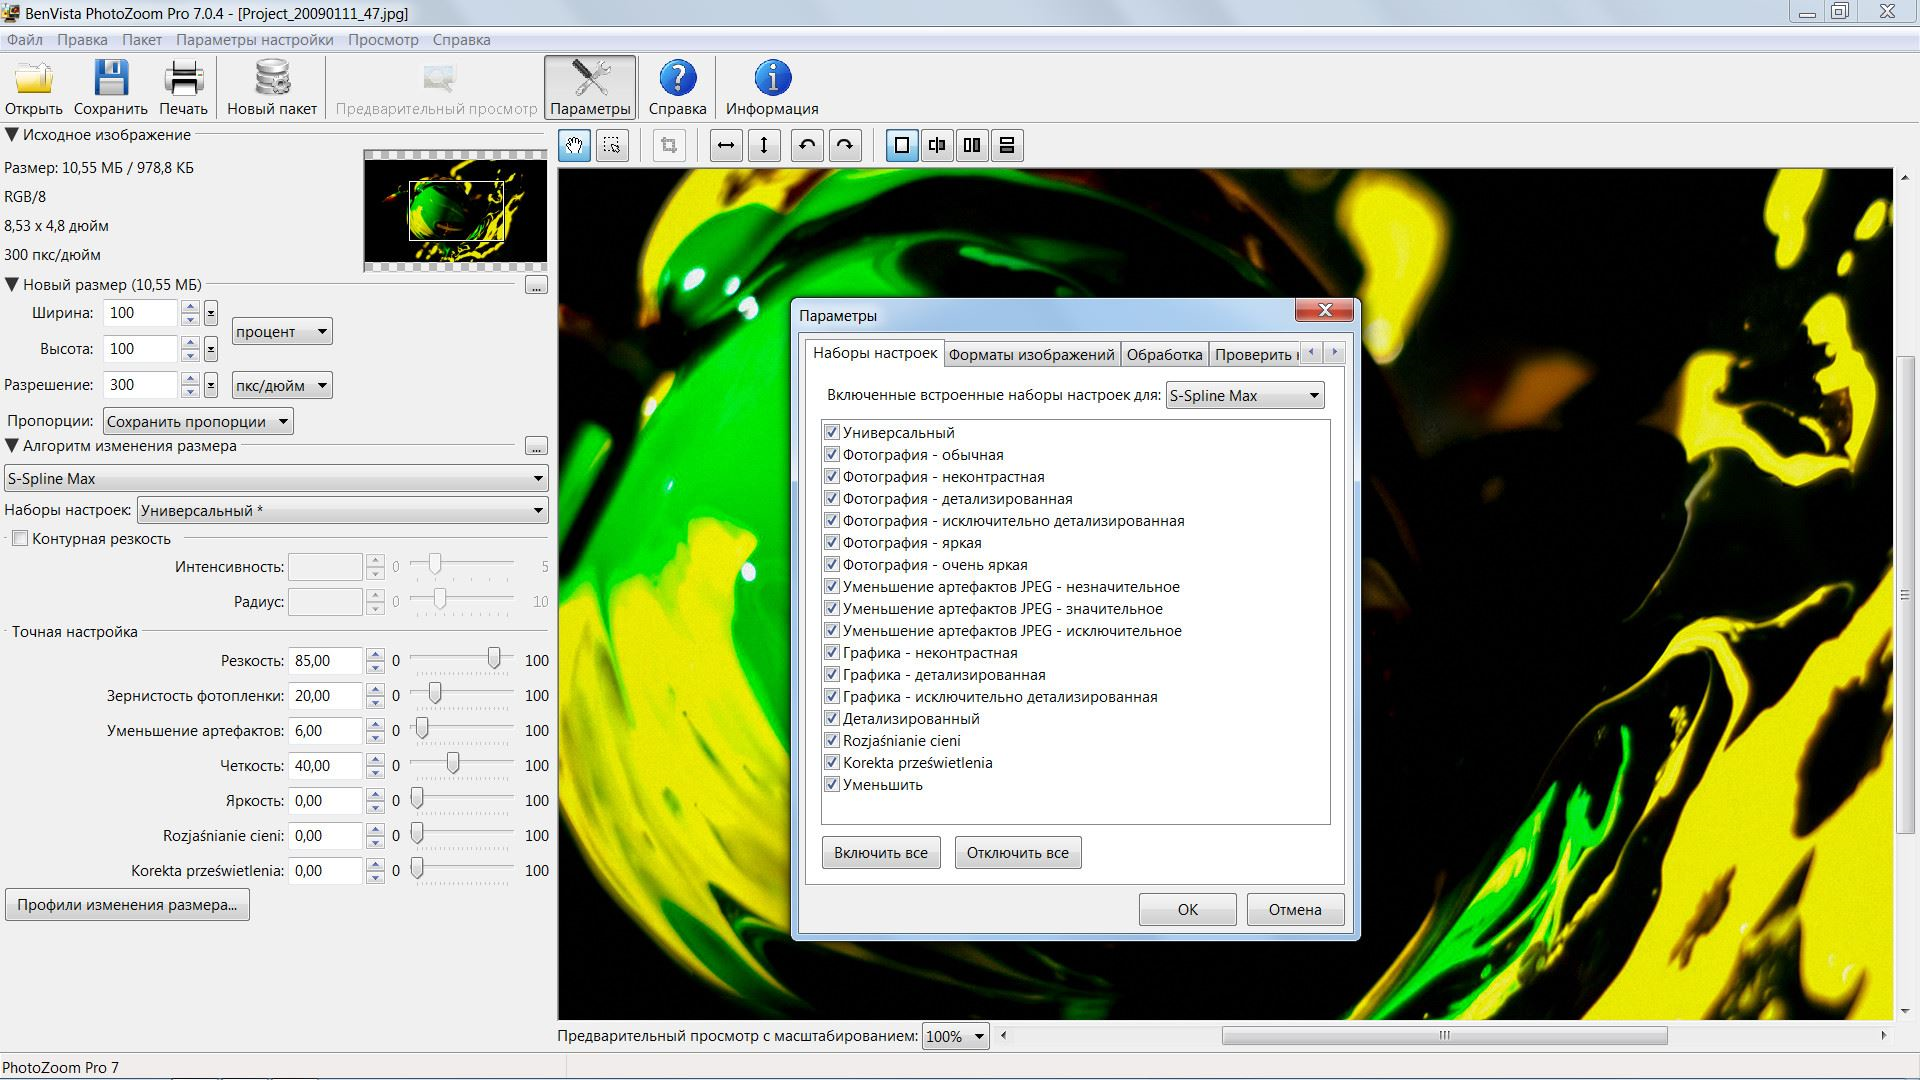 BenVista PhotoZoom Pro 7.0.4 - [Project_20090111_47.jpg]
Файл Правка Пакет Параметры настройки Просмотр Справка
Открыть Сохранить Печать Новый пакет Предварительный просмотр Параметры Справка Информация
Исходное изображение
Размер: 10,55 МБ / 978,8 КБ
RGB/8
8,53 x 4,8 дюйм
300 пкс/дюйм
Новый размер (10,55 МБ) ...
Ширина: 100
процент
Высота: 100
Разрешение: 300 пкс/дюйм
Пропорции: Сохранить пропорции
Алгоритм изменения размера ...
S-Spline Max
Наборы настроек: Универсальный *
Контурная резкость
Интенсивность: 0 5
Радиус: 0 10
Точная настройка
Резкость: 85,00 0 100
Зернистость фотопленки: 20,00 0 100
Уменьшение артефактов: 6,00 0 100
Четкость: 40,00 0 100
Яркость: 0,00 0 100
Rozjaśnianie cieni: 0,00 0 100
Korekta prześwietlenia: 0,00 0 100
Профили изменения размера...
Параметры
Наборы настроек Форматы изображений Обработка Проверить
Включенные встроенные наборы настроек для: S-Spline Max
Универсальный
Фотография - обычная
Фотография - неконтрастная
Фотография - детализированная
Фотография - исключительно детализированная
Фотография - яркая
Фотография - очень яркая
Уменьшение артефактов JPEG - незначительное
Уменьшение артефактов JPEG - значительное
Уменьшение артефактов JPEG - исключительное
Графика - неконтрастная
Графика - детализированная
Графика - исключительно детализированная
Детализированный
Rozjaśnianie cieni
Korekta prześwietlenia
Уменьшить
Включить все Отключить все
OK Отмена
Предварительный просмотр с масштабированием: 100%
PhotoZoom Pro 7